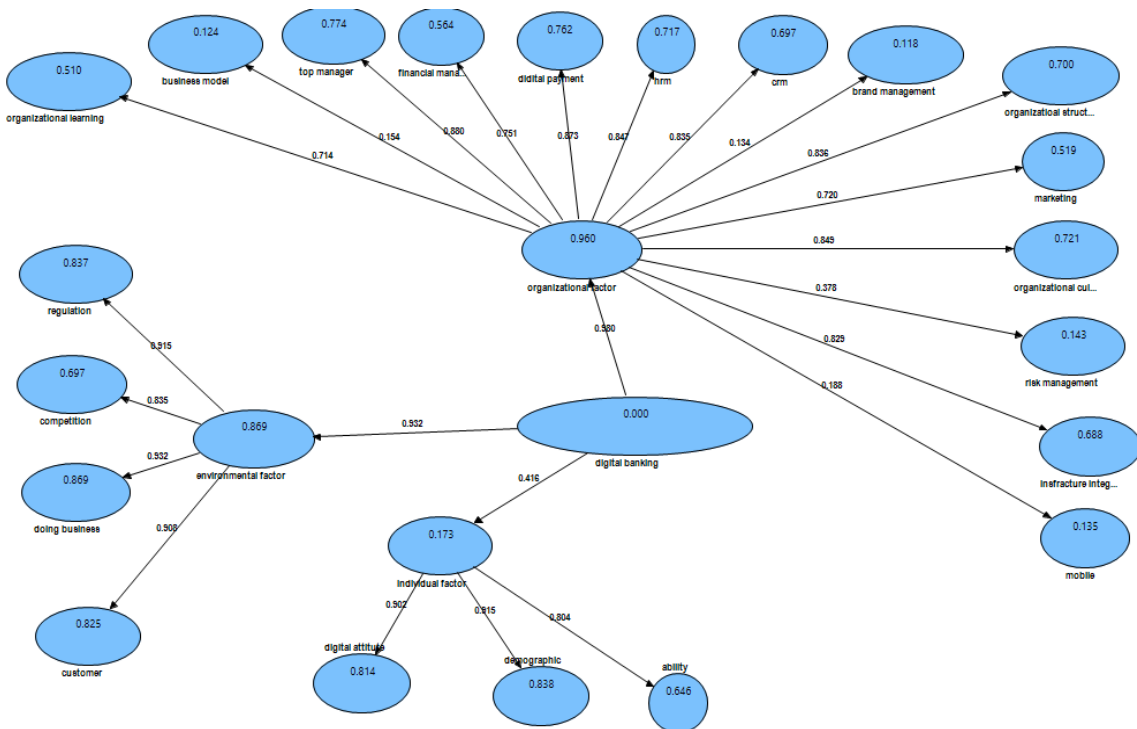 0.124
business model
0.774
top manager
0.564
financial mana...
0.762
didital payment
0.717
hrm
0.697
crm
0.118
brand management
0.510
organizational learning
0.700
organizatioal struct...
0.714
0.154
0.880
0.751
0.873
0.847
0.835
0.134
0.836
0.519
marketing
0.720
0.960
organizational factor
0.849
0.721
organizational cul...
0.837
regulation
0.378
0.143
risk management
0.829
0.188
0.980
0.915
0.697
competition
0.835
0.869
environmental factor
0.932
0.000
digital banking
0.688
insfracture integ...
0.932
0.869
doing business
0.416
0.135
mobile
0.908
0.173
individual factor
0.902
0.915
0.804
0.825
customer
digital attitute
0.814
demographic
0.838
ability
0.646